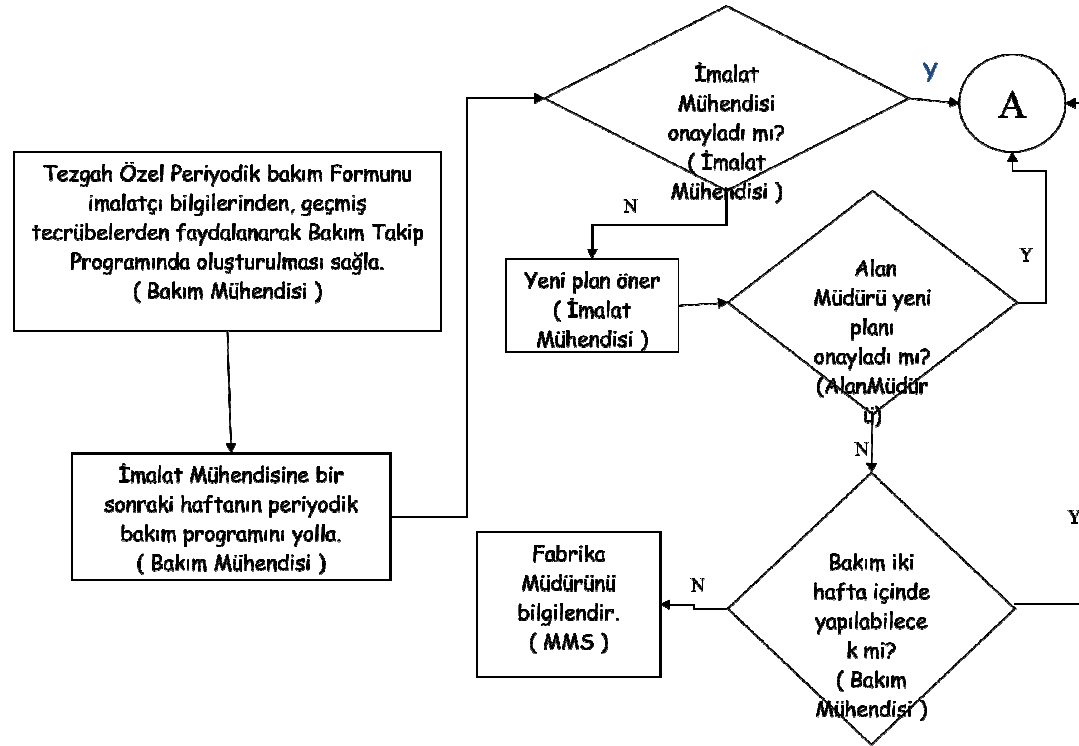 Tezgah Özel Periyodik bakım Formunu
imalatçı bilgilerinden, geçmiş
tecrübelerden faydalanarak Bakım Takip
Programında oluşturulması sağla.
( Bakım Mühendisi )
İmalat Mühendisine bir
sonraki haftanın periyodik
bakım programını yolla.
( Bakım Mühendisi )
İmalat
Mühendisi
onayladı mı?
( İmalat
Mühendisi )
Y
A
N
Yeni plan öner
( İmalat
Mühendisi )
Alan
Müdürü yeni
planı
onayladı mı?
(AlanMüdür
ü)
Y
N
Bakım iki
hafta içinde
yapılabilece
k mi?
( Bakım
Mühendisi )
Y
N
Fabrika
Müdürünü
bilgilendir.
( MMS )